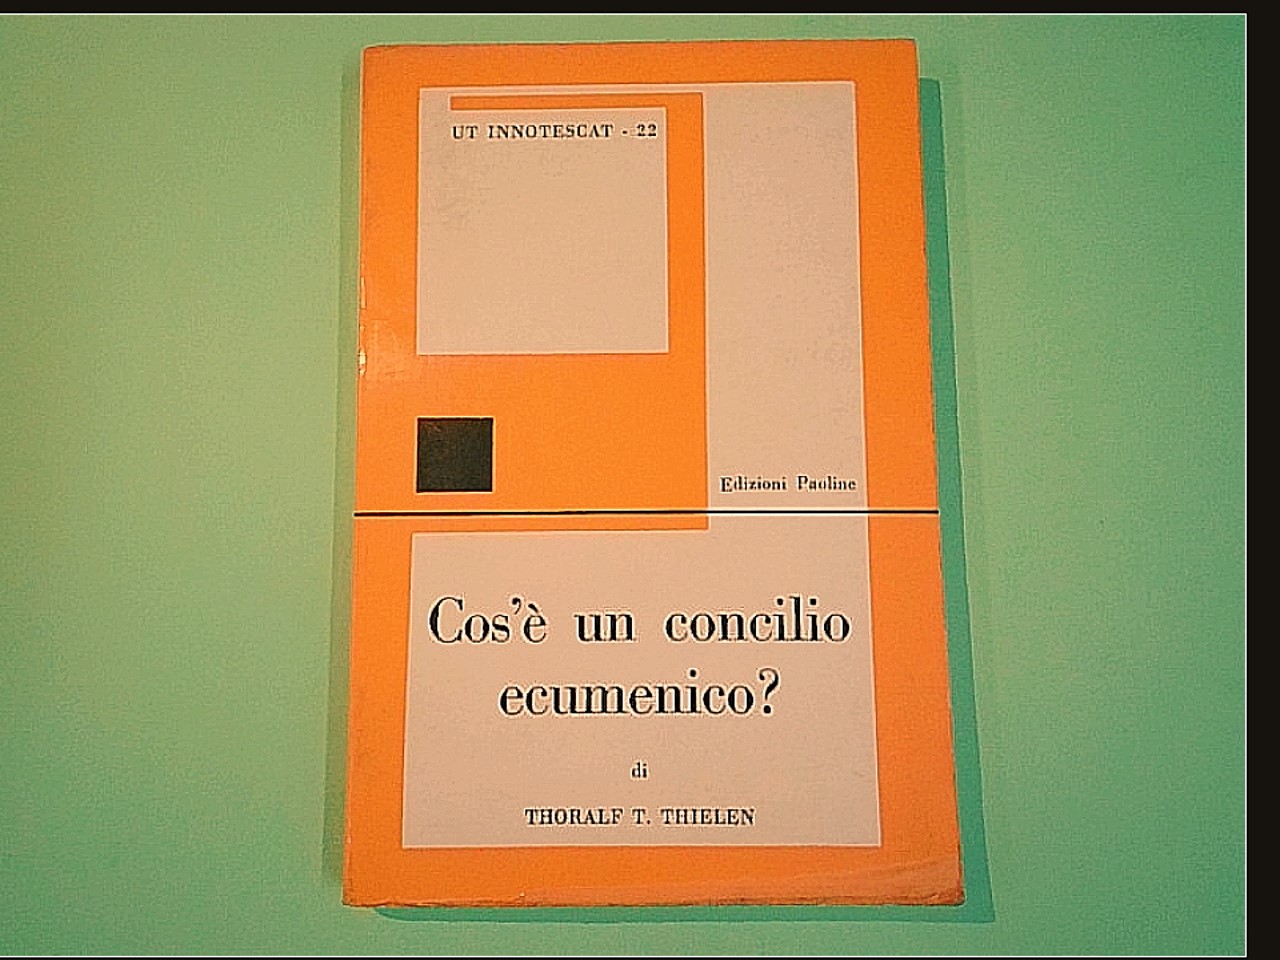 UT INNOTESCAT - 22
Edizioni Paoline
Cos'è un concilio
ecumenico?
di
THORALF T. THIELEN